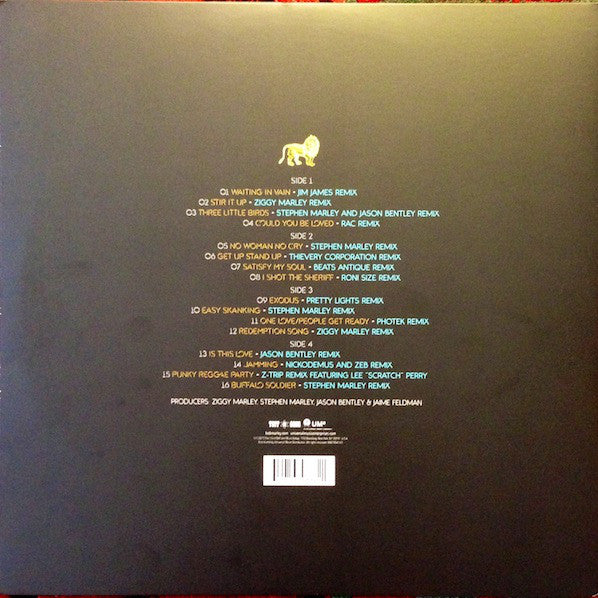 SIDE 1
01 WAITING IN VAIN • JIM JAMES REMIX
02 STIR IT UP • ZIGGY MARLEY REMIX
03 THREE LITTLE BIRDS • STEPHEN MARLEY AND JASON BENTLEY REMIX
04 COULD YOU BE LOVED • RAC REMIX
SIDE 2
05 NO WOMAN NO CRY • STEPHEN MARLEY REMIX
06 GET UP STAND UP • THIEVERY CORPORATION REMIX
07 SATISFY MY SOUL • BEATS ANTIQUE REMIX
08 I SHOT THE SHERIFF • RONI SIZE REMIX
SIDE 3
09 EXODUS • PRETTY LIGHTS REMIX
10 EASY SKANKING • STEPHEN MARLEY REMIX
11 ONE LOVE/PEOPLE GET READY • PHOTEK REMIX
12 REDEMPTION SONG • ZIGGY MARLEY REMIX
SIDE 4
13 IS THIS LOVE • JASON BENTLEY REMIX
14 JAMMING • NICKODEMUS AND ZEB REMIX
15 PUNKY REGGAE PARTY • Z-TRIP REMIX FEATURING LEE "SCRATCH" PERRY
16 BUFFALO SOLDIER • STEPHEN MARLEY REMIX
PRODUCERS: ZIGGY MARLEY, STEPHEN MARLEY, JASON BENTLEY & JAIME FELDMAN
TUFF GONG UMe